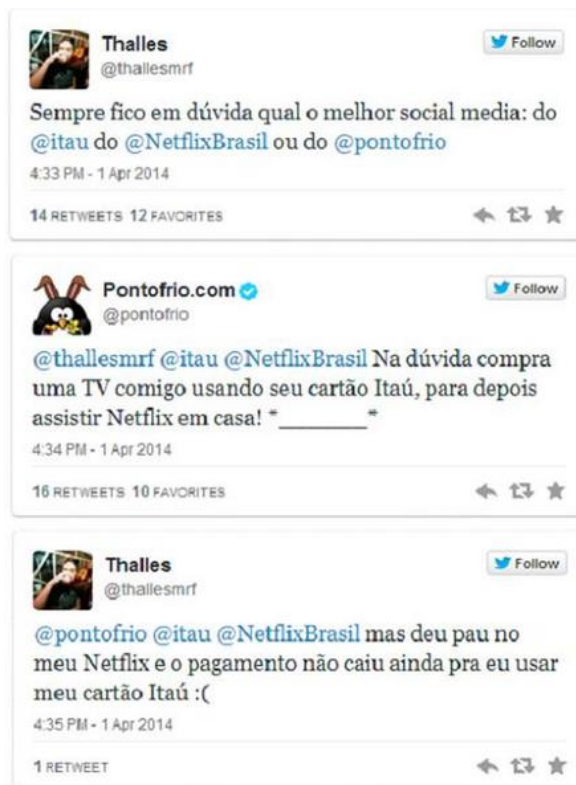 Thalles
Follow
@thallesmrf
Sempre fico em dúvida qual o melhor social media: do
@itau do @NetflixBrasil ou do @pontofrio
4:33 PM - 1 Apr 2014
14 RETWEETS 12 FAVORITES
Pontofrio.com
Follow
@pontofrio
@thallesmrf @itau @NetflixBrasil Na dúvida compra
uma TV comigo usando seu cartão Itaú, para depois
assistir Netflix em casa! *________*
4:34 PM - 1 Apr 2014
16 RETWEETS 10 FAVORITES
Thalles
Follow
@thallesmrf
@pontofrio @itau @NetflixBrasil mas deu pau no
meu Netflix e o pagamento não caiu ainda pra eu usar
meu cartão Itaú :(
4:35 PM - 1 Apr 2014
1 RETWEET